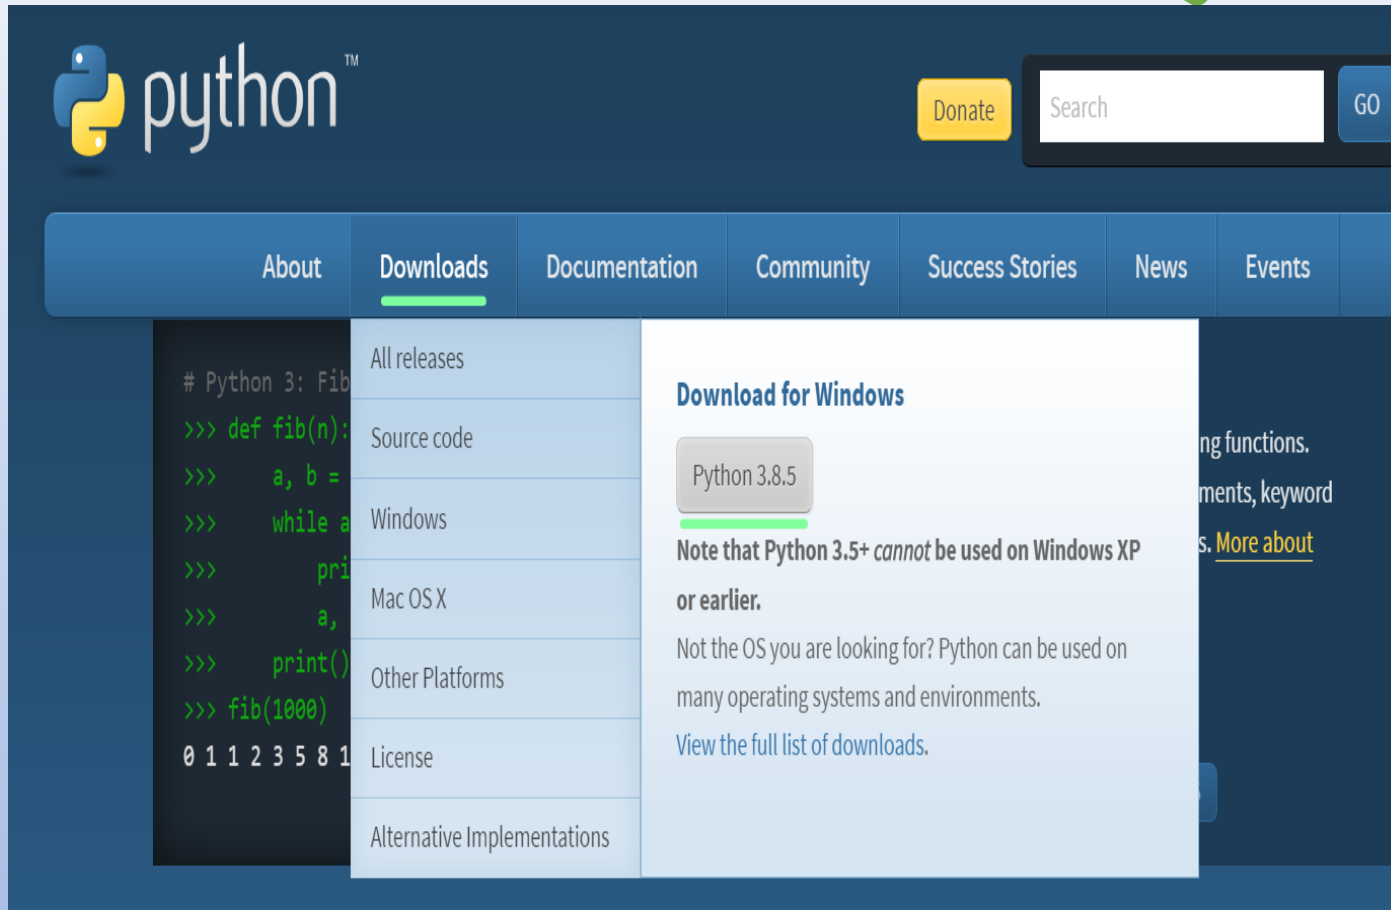 python™
Donate
Search
GO
About
Downloads
Documentation
Community
Success Stories
News
Events
All releases
Source code
Windows
Mac OS X
Other Platforms
License
Alternative Implementations
Download for Windows
Python 3.8.5
Note that Python 3.5+ cannot be used on Windows XP
or earlier.
Not the OS you are looking for? Python can be used on
many operating systems and environments.
View the full list of downloads.
# Python 3: Fib
>>> def fib(n):
>>> a, b =
>>> while a
>>> pri
>>> a,
>>> print()
>>> fib(1000)
0 1 1 2 3 5 8 1
ng functions.
ments, keyword
s. More about